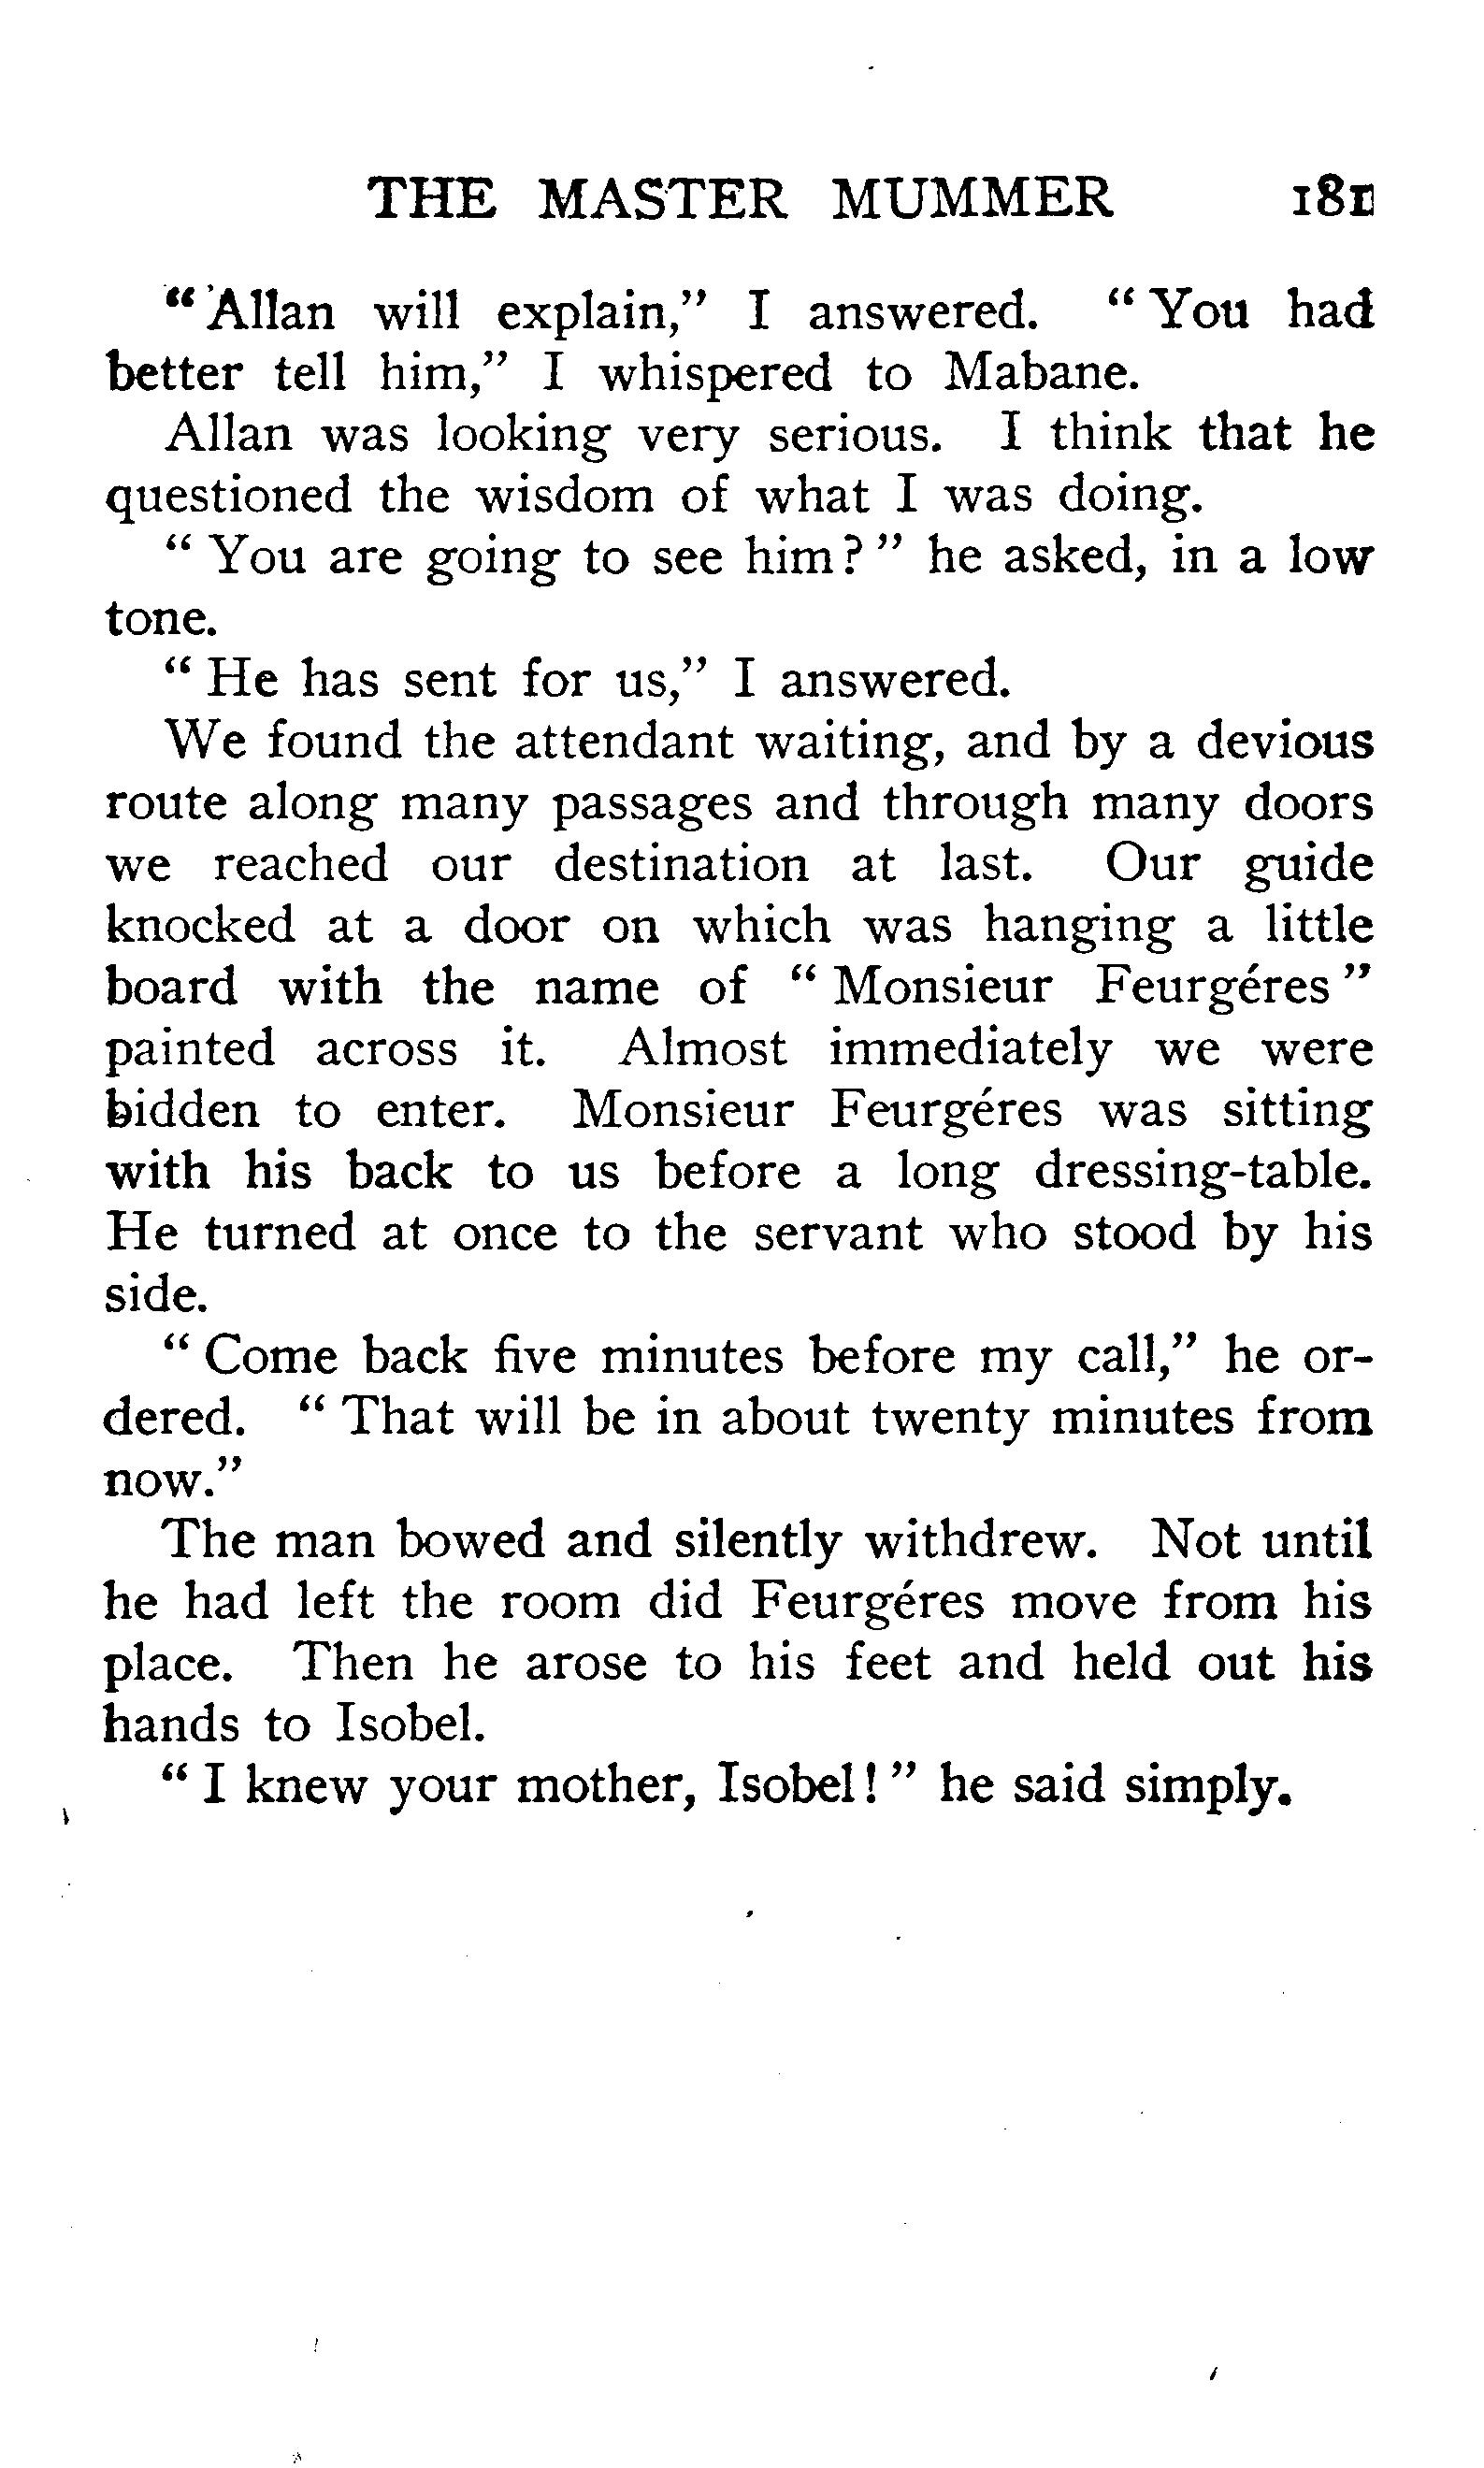 THE MASTER MUMMER 181
"Allan will explain," I answered. "You had
better tell him," I whispered to Mabane.
Allan was looking very serious. I think that he
questioned the wisdom of what I was doing.
"You are going to see him?" he asked, in a low
tone.
"He has sent for us," I answered.
We found the attendant waiting, and by a devious
route along many passages and through many doors
we reached our destination at last. Our guide
knocked at a door on which was hanging a little
board with the name of "Monsieur Feurgéres"
painted across it. Almost immediately we were
bidden to enter. Monsieur Feurgéres was sitting
with his back to us before a long dressing-table.
He turned at once to the servant who stood by his
side.
"Come back five minutes before my call," he or-
dered. "That will be in about twenty minutes from
now."
The man bowed and silently withdrew. Not until
he had left the room did Feurgéres move from his
place. Then he arose to his feet and held out his
hands to Isobel.
"I knew your mother, Isobel!" he said simply.